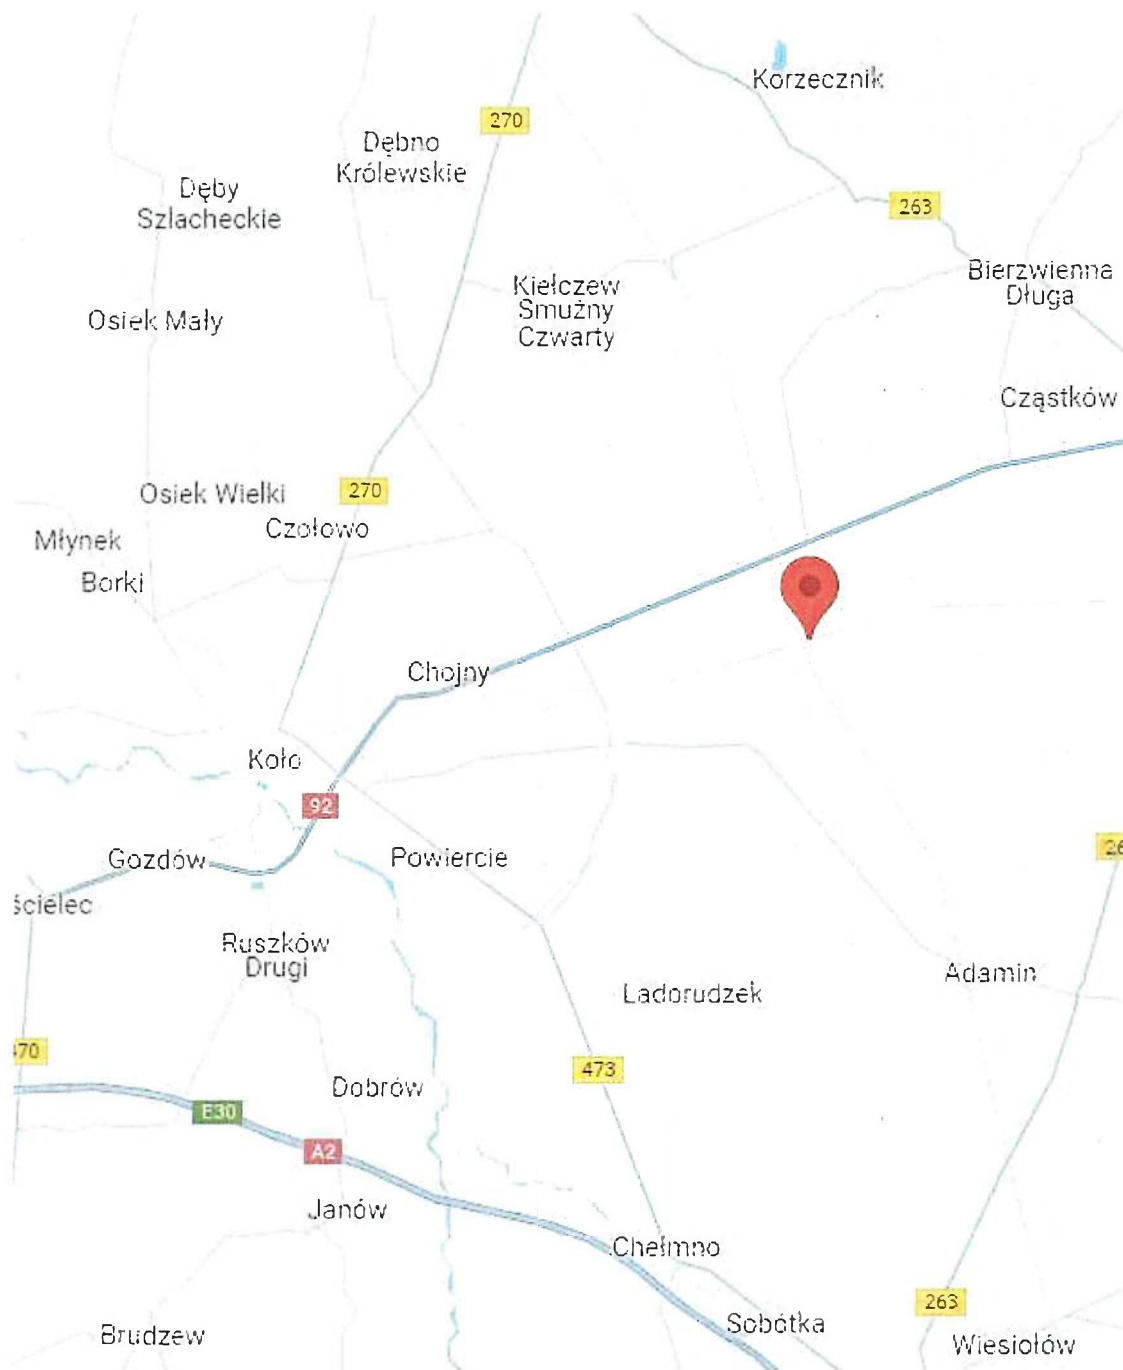 Korzecznik
270
Dębno
Królewskie
Dęby
Szlacheckie
263
Bierzwienna
Długa
Kiełczew
Smużny
Czwarty
Osiek Mały
Cząstków
Osiek Wielki
270
Czołowo
Młynek
Borki
Chojny
Koło
92
Gozdów
Powiercie
26
ścielec
Ruszków
Drugi
Adamin
Ladorudzek
470
473
Dobrów
E30
A2
Janów
Chełmno
263
Sobótka
Brudzew
Wiesiołów